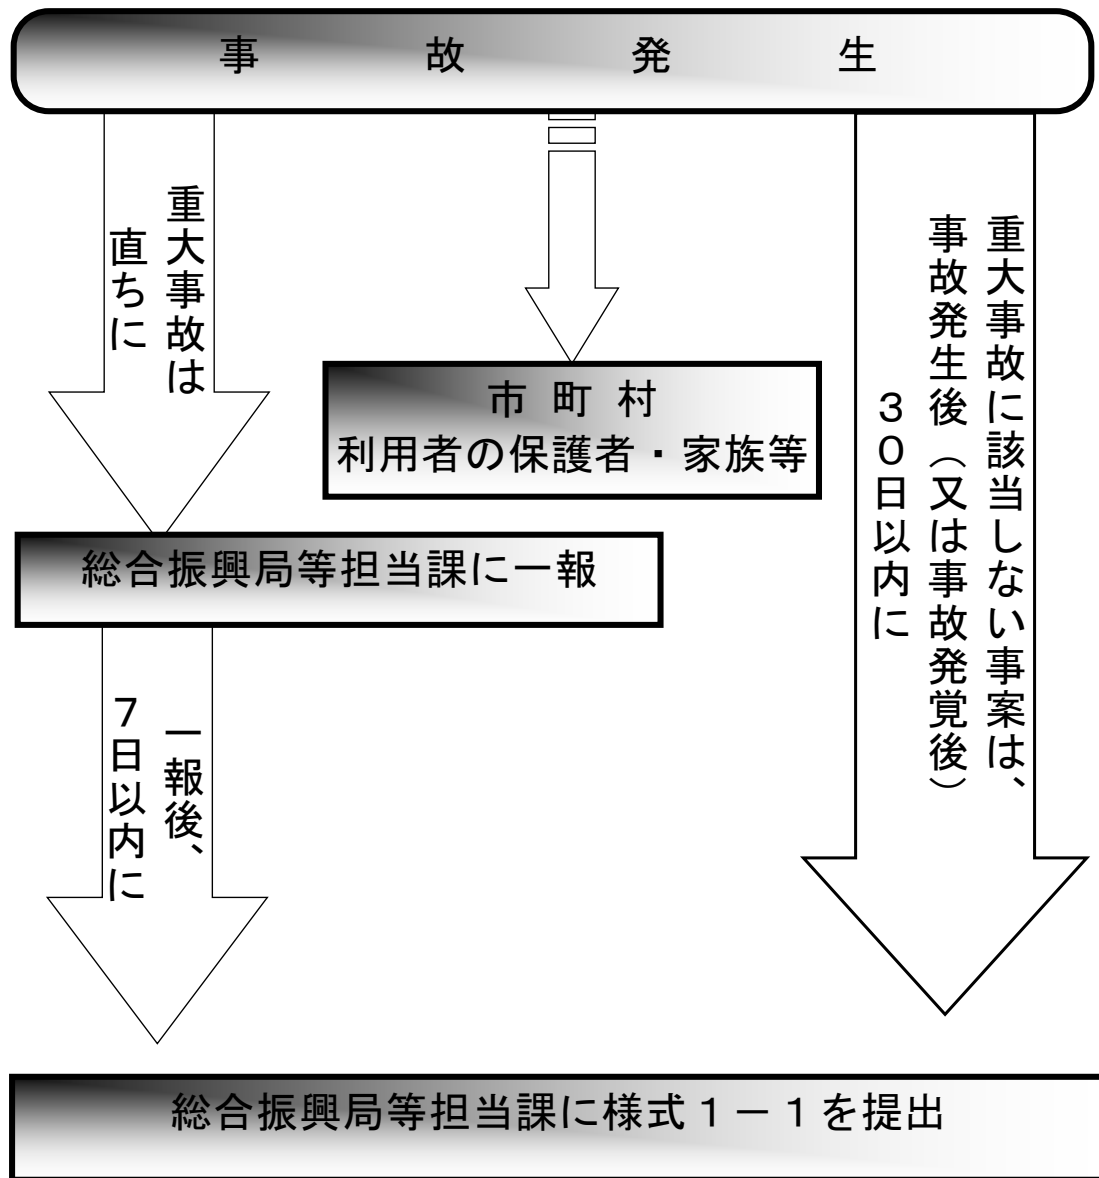 事故発生
重大事故は
直ちに
市町村
利用者の保護者・家族等
重大事故に該当しない事案は、
事故発生後（又は事故発覚後）
３０日以内に
総合振興局等担当課に一報
一報後、
７日以内に
総合振興局等担当課に様式１－１を提出